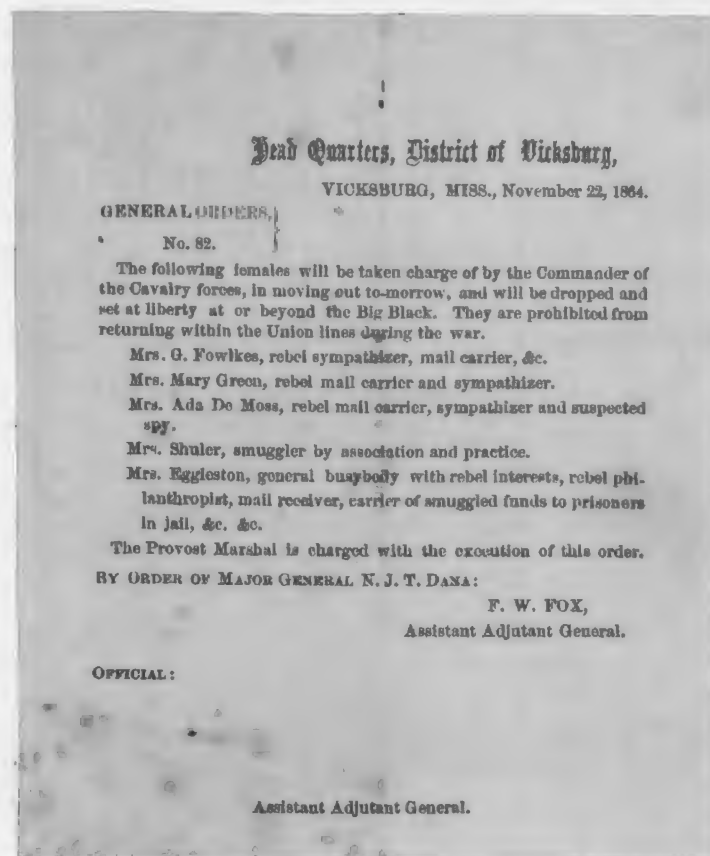 Head Quarters, District of Vicksburg,
VICKSBURG, MISS., November 22, 1864.
GENERAL ORDERS,
No. 82.
The following females will be taken charge of by the Commander of
the Cavalry forces, in moving out to-morrow, and will be dropped and
set at liberty at or beyond the Big Black. They are prohibited from
returning within the Union lines during the war.
Mrs. G. Fowlkes, rebel sympathizer, mail carrier, &c.
Mrs. Mary Green, rebel mail carrier and sympathizer.
Mrs. Ada De Moss, rebel mail carrier, sympathizer and suspected
spy.
Mrs. Shuler, smuggler by association and practice.
Mrs. Eggleston, general busybody with rebel interests, rebel phi-
lanthropist, mail receiver, carrier of smuggled funds to prisoners
in jail, &c. &c.
The Provost Marshal is charged with the execution of this order.
BY ORDER OF MAJOR GENERAL N. J. T. DANA:
F. W. FOX,
Assistant Adjutant General.
OFFICIAL:
Assistant Adjutant General.